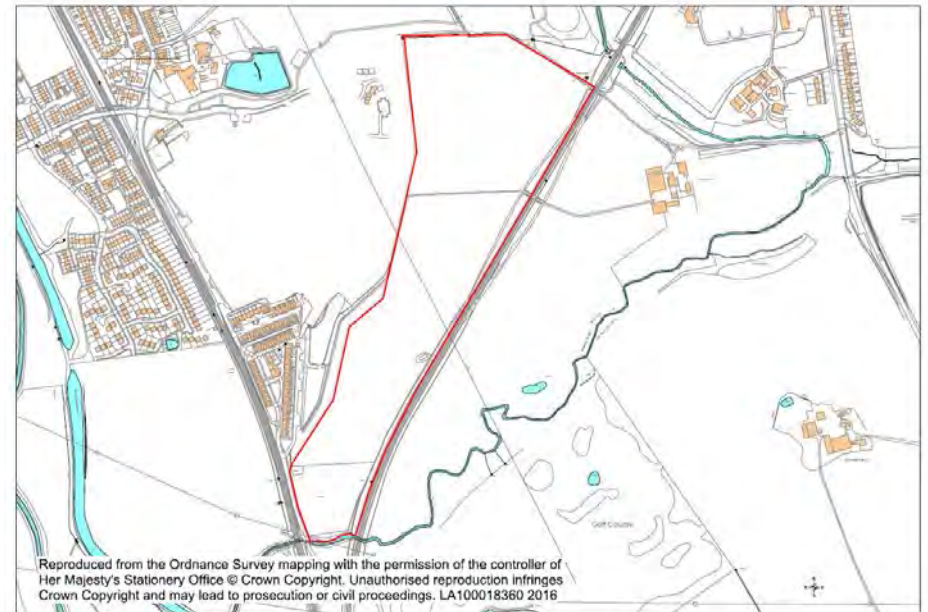 Golf Course
Reproduced from the Ordnance Survey mapping with the permission of the controller of
Her Majesty's Stationery Office © Crown Copyright. Unauthorised reproduction infringes
Crown Copyright and may lead to prosecution or civil proceedings. LA100018360 2016